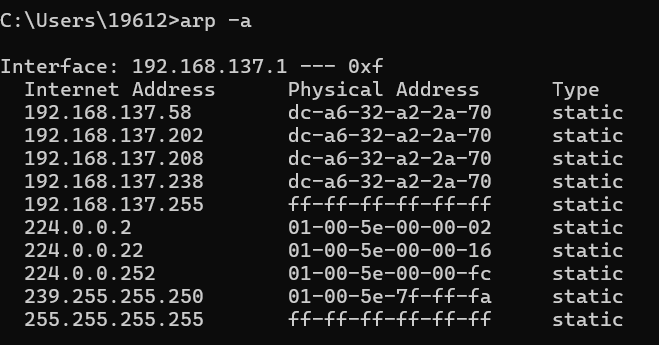 C:\Users\19612>arp -a
Interface: 192.168.137.1 --- 0xf
  Internet Address      Physical Address      Type
  192.168.137.58        dc-a6-32-a2-2a-70     static
  192.168.137.202       dc-a6-32-a2-2a-70     static
  192.168.137.208       dc-a6-32-a2-2a-70     static
  192.168.137.238       dc-a6-32-a2-2a-70     static
  192.168.137.255       ff-ff-ff-ff-ff-ff     static
  224.0.0.2             01-00-5e-00-00-02     static
  224.0.0.22            01-00-5e-00-00-16     static
  224.0.0.252           01-00-5e-00-00-fc     static
  239.255.255.250       01-00-5e-7f-ff-fa     static
  255.255.255.255       ff-ff-ff-ff-ff-ff     static